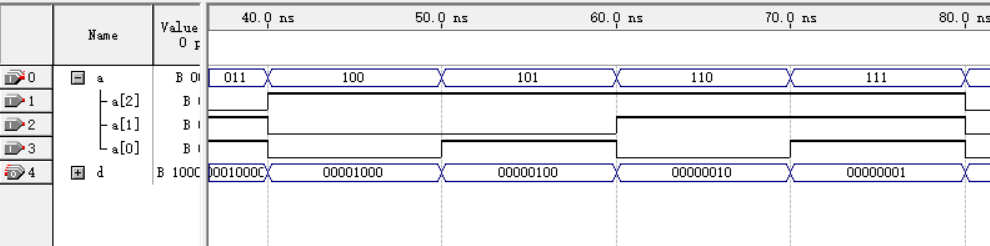 40.0 ns 50.0 ns 60.0 ns 70.0 ns 80.0 ns
Name Value
0
0 a B 011 100 101 110 111
1 a[2] B
2 a[1] B
3 a[0] B
4 d B 1000 00001000 00000100 00000010 00000001